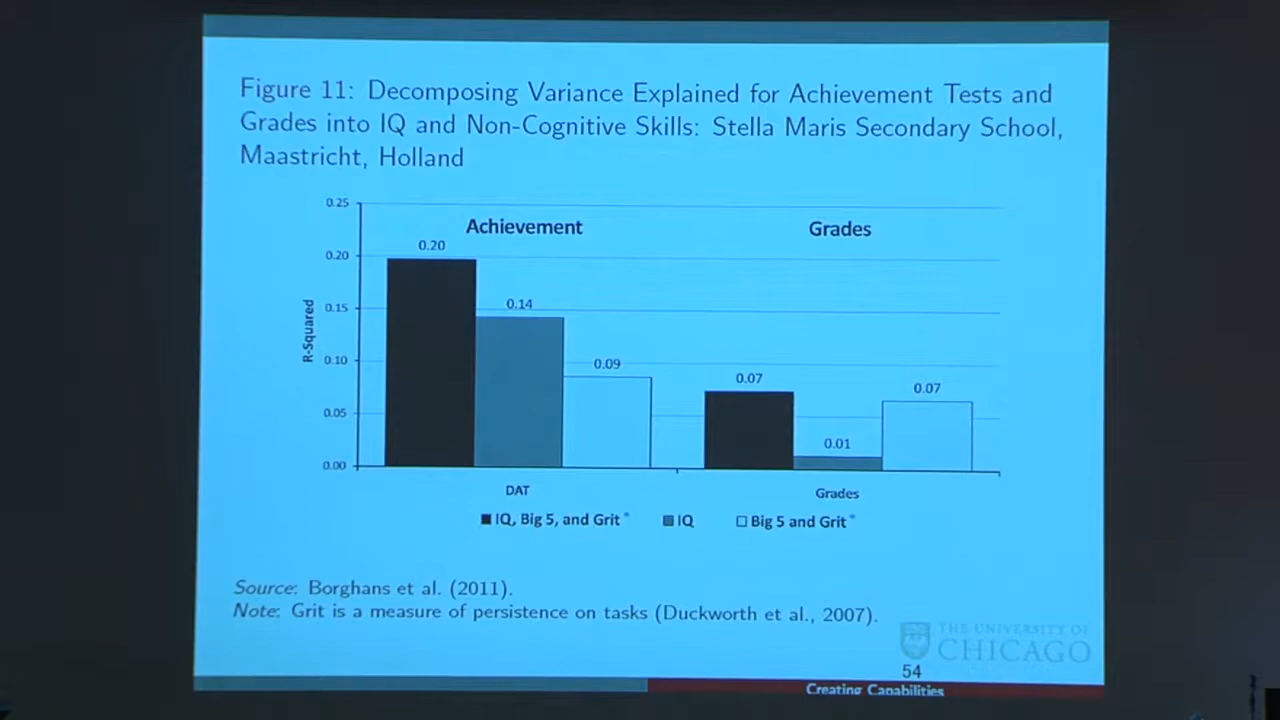 Figure 11: Decomposing Variance Explained for Achievement Tests and
Grades into IQ and Non-Cognitive Skills: Stella Maris Secondary School,
Maastricht, Holland
0.25
Achievement
Grades
0.20
0.20
0.15
0.14
R-Squared
0.10
0.09
0.07
0.07
0.05
0.01
0.00
DAT
Grades
IQ, Big 5, and Grit*
IQ
Big 5 and Grit*
Source: Borghans et al. (2011).
Note: Grit is a measure of persistence on tasks (Duckworth et al., 2007).
THE UNIVERSITY OF
CHICAGO
54
Creating Capabilities